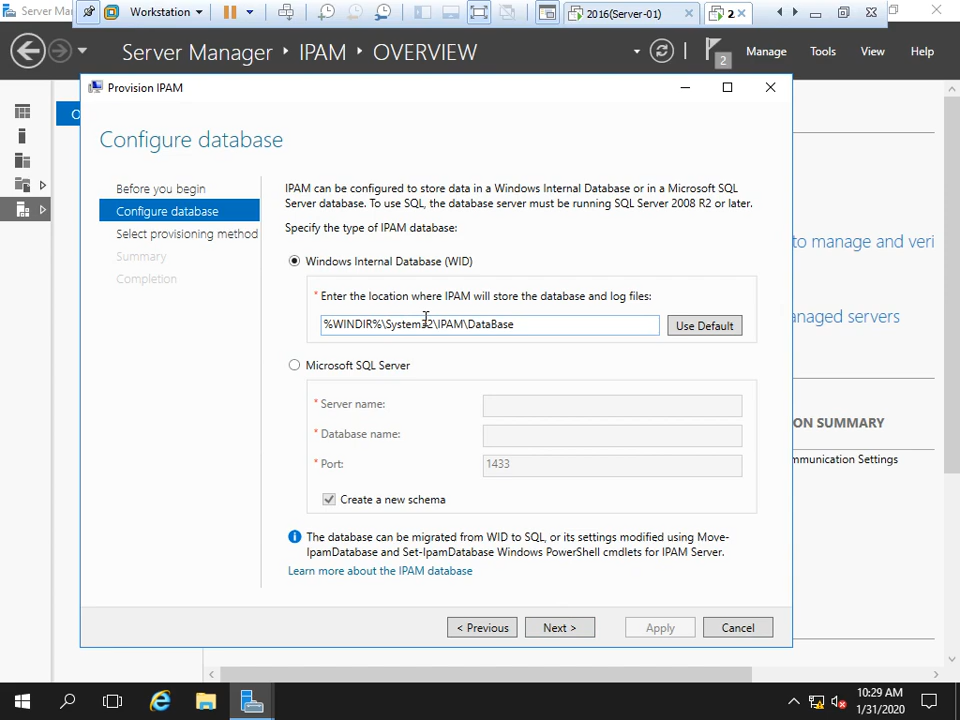 Server Ma
Workstation
2016(Server-01)
2.
Server Manager
IPAM
OVERVIEW
2
Manage
Tools
View
Help
Provision IPAM
O
Configure database
Before you begin
Configure database
Select provisioning method
Summary
Completion
IPAM can be configured to store data in a Windows Internal Database or in a Microsoft SQL
Server database. To use SQL, the database server must be running SQL Server 2008 R2 or later.
Specify the type of IPAM database:
Windows Internal Database (WID)
* Enter the location where IPAM will store the database and log files:
%WINDIR%\System32\IPAM\DataBase
Use Default
Microsoft SQL Server
* Server name:
* Database name:
* Port:
1433
Create a new schema
The database can be migrated from WID to SQL, or its settings modified using Move-
IpamDatabase and Set-IpamDatabase Windows PowerShell cmdlets for IPAM Server.
Learn more about the IPAM database
< Previous
Next >
Apply
Cancel
to manage and veri
anaged servers
ON SUMMARY
mmunication Settings
10:29 AM
1/31/2020